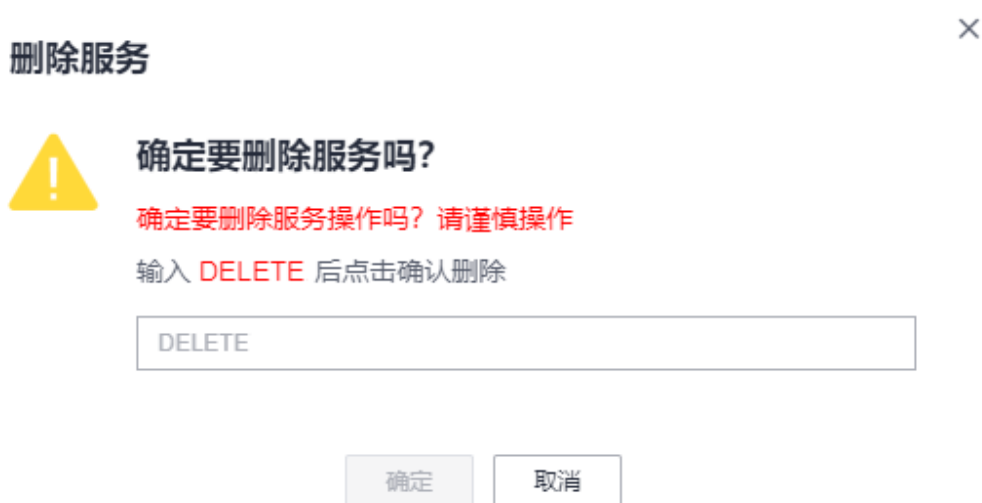 删除服务
确定要删除服务吗？
确定要删除服务操作吗？请谨慎操作
输入 DELETE 后点击确认删除
DELETE
确定 取消